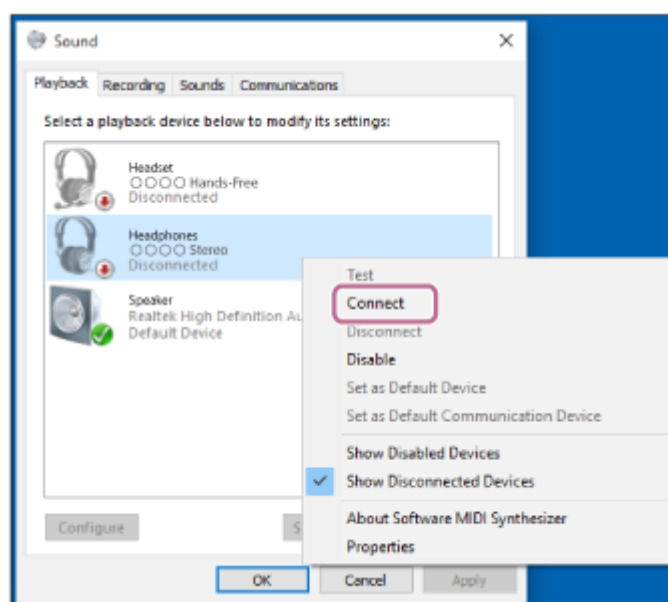 Sound
Playback Recording Sounds Communications
Select a playback device below to modify its settings:
Headset
○○○○ Hands-Free
Disconnected
Headphones
○○○○ Stereo
Disconnected
Speaker
Realtek High Definition Au
Default Device
Test
Connect
Disconnect
Disable
Set as Default Device
Set as Default Communication Device
Show Disabled Devices
Show Disconnected Devices
About Software MIDI Synthesizer
Properties
Configure S
OK Cancel Apply